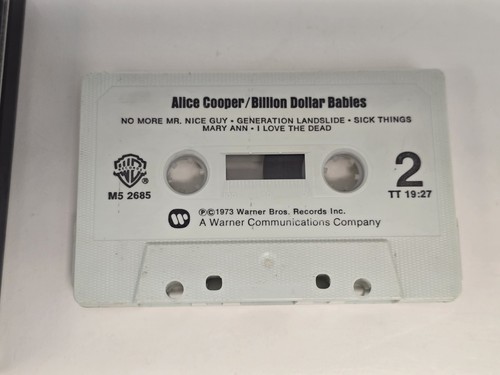 Alice Cooper/Billion Dollar Babies
NO MORE MR. NICE GUY • GENERATION LANDSLIDE • SICK THINGS
MARY ANN • I LOVE THE DEAD
WB
M5 2685
2
TT 19:27
℗©1973 Warner Bros. Records Inc.
A Warner Communications Company